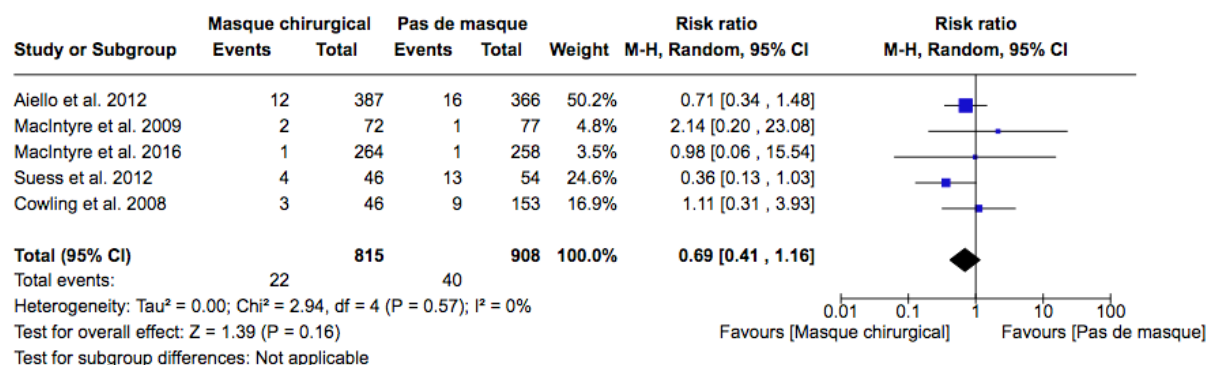 Masque chirurgical Pas de masque Risk ratio Risk ratio
Study or Subgroup Events Total Events Total Weight M-H, Random, 95% CI M-H, Random, 95% CI
Aiello et al. 2012 12 387 16 366 50.2% 0.71 [0.34 , 1.48]
MacIntyre et al. 2009 2 72 1 77 4.8% 2.14 [0.20 , 23.08]
MacIntyre et al. 2016 1 264 1 258 3.5% 0.98 [0.06 , 15.54]
Suess et al. 2012 4 46 13 54 24.6% 0.36 [0.13 , 1.03]
Cowling et al. 2008 3 46 9 153 16.9% 1.11 [0.31 , 3.93]
Total (95% CI) 815 908 100.0% 0.69 [0.41 , 1.16]
Total events: 22 40
Heterogeneity: Tau² = 0.00; Chi² = 2.94, df = 4 (P = 0.57); I² = 0%
Test for overall effect: Z = 1.39 (P = 0.16)
Test for subgroup differences: Not applicable
0.01 0.1 1 10 100
Favours [Masque chirurgical] Favours [Pas de masque]